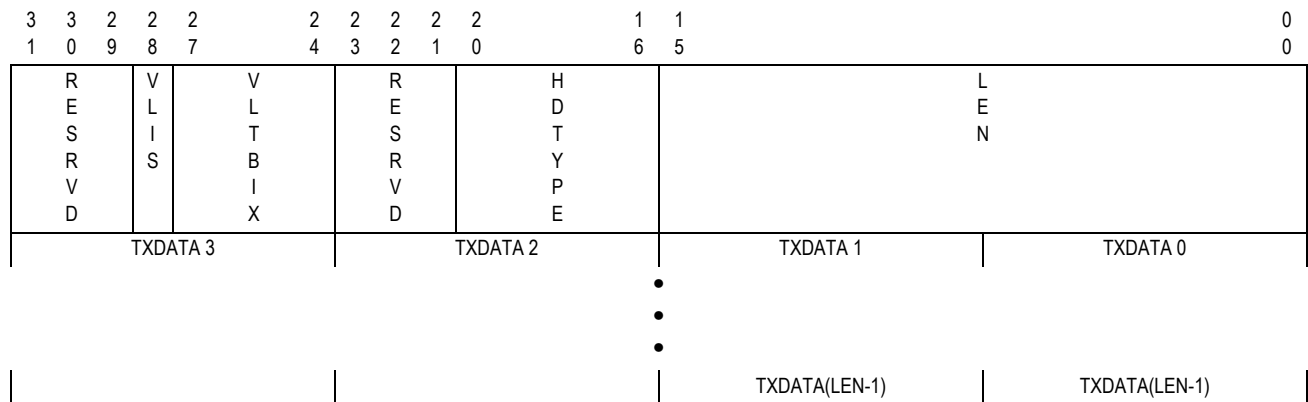 3 3 2 2 2 2 2 2 2 2 1 1 0
1 0 9 8 7 4 3 2 1 0 6 5 0
R V V R H L
E L L E D E
S I T S T N
R S B R Y
V I V P
D X D E
TXDATA 3 TXDATA 2 TXDATA 1 TXDATA 0
•
•
•
TXDATA(LEN-1) TXDATA(LEN-1)